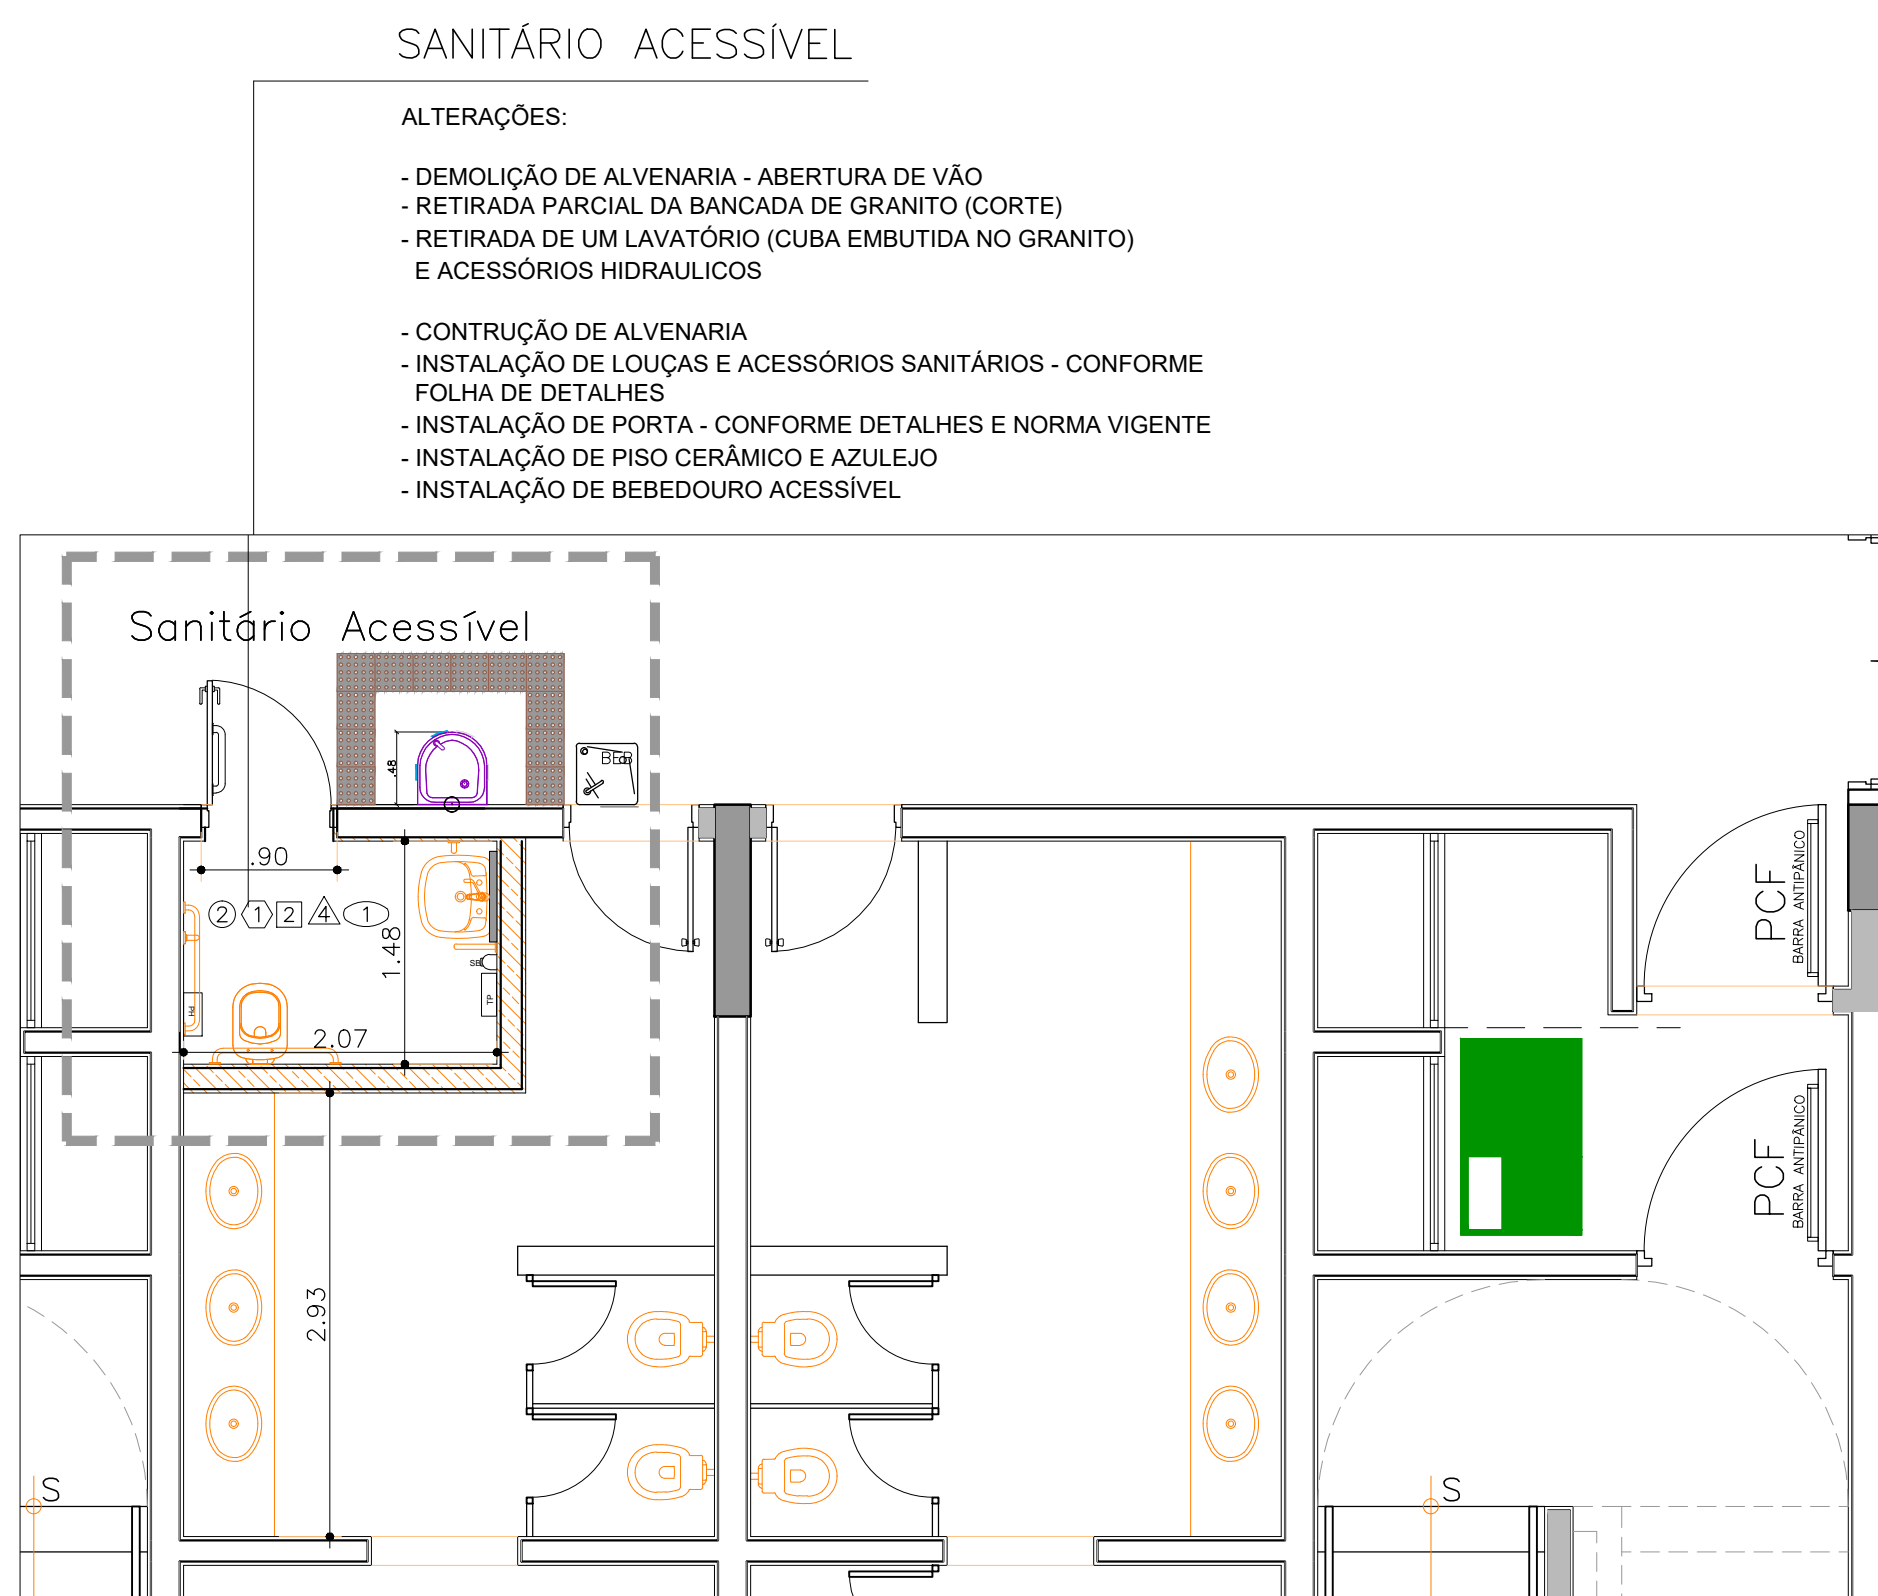 SANITÁRIO ACESSÍVEL
ALTERAÇÕES:
- DEMOLIÇÃO DE ALVENARIA - ABERTURA DE VÃO
- RETIRADA PARCIAL DA BANCADA DE GRANITO (CORTE)
- RETIRADA DE UM LAVATÓRIO (CUBA EMBUTIDA NO GRANITO)
E ACESSÓRIOS HIDRAULICOS
- CONTRUÇÃO DE ALVENARIA
- INSTALAÇÃO DE LOUÇAS E ACESSÓRIOS SANITÁRIOS - CONFORME
FOLHA DE DETALHES
- INSTALAÇÃO DE PORTA - CONFORME DETALHES E NORMA VIGENTE
- INSTALAÇÃO DE PISO CERÂMICO E AZULEJO
- INSTALAÇÃO DE BEBEDOURO ACESSÍVEL
Sanitário Acessível
.48
BEB
.90
2 1 2 4 1
1.48
SB
TP
PH
2.07
2.93
PCF
BARRA ANTIPÂNICO
PCF
BARRA ANTIPÂNICO
S
S